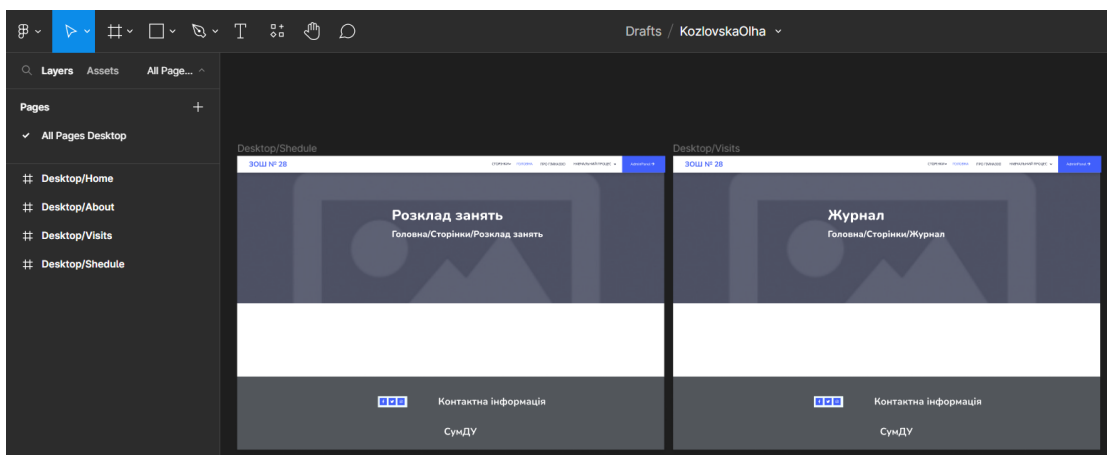 Drafts / KozlovskaOlha
Layers Assets All Page...
Pages
All Pages Desktop
Desktop/Home
Desktop/About
Desktop/Visits
Desktop/Shedule
Desktop/Shedule
ЗОШ № 28
Розклад занять
Головна/Сторінки/Розклад занять
Контактна інформація
СумДУ
Desktop/Visits
ЗОШ № 28
Журнал
Головна/Сторінки/Журнал
Контактна інформація
СумДУ